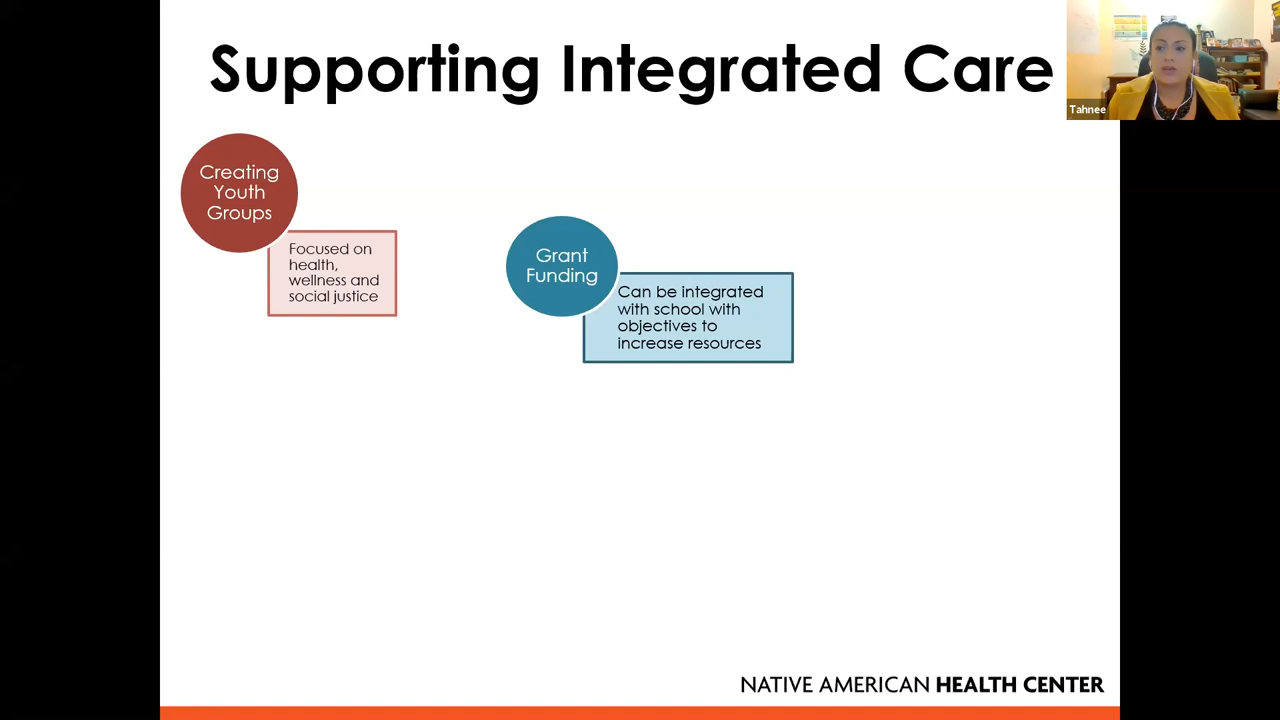 Supporting Integrated Care
Tahnee
Creating
Youth
Groups
Focused on
health,
wellness and
social justice
Grant
Funding
Can be integrated
with school with
objectives to
increase resources
NATIVE AMERICAN HEALTH CENTER